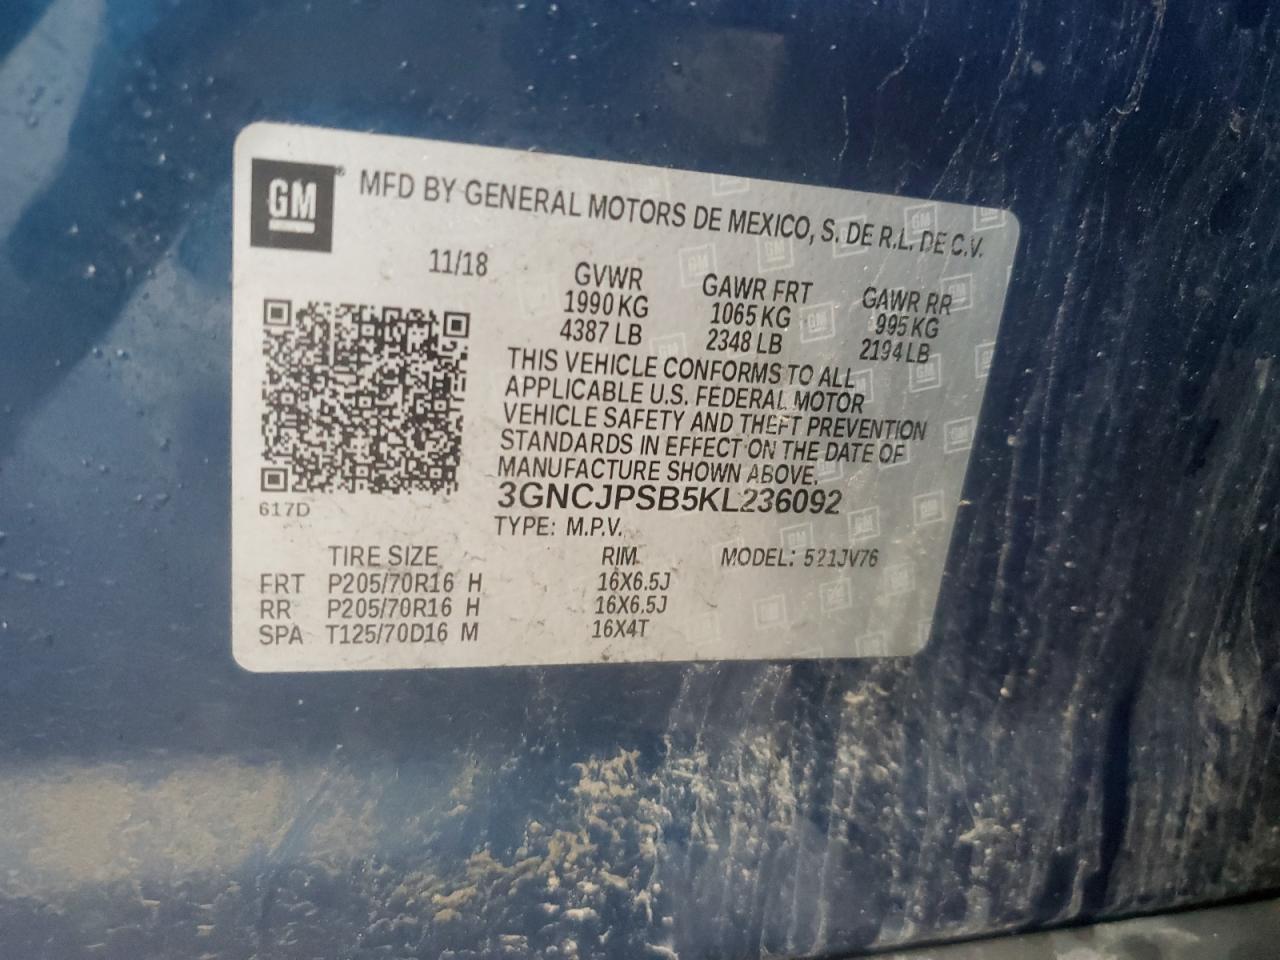 GM
MFD BY GENERAL MOTORS DE MEXICO, S. DE R.L. DE C.V.
11/18
GVWR GAWR FRT GAWR RR
1990 KG 1065 KG 995 KG
4387 LB 2348 LB 2194 LB
THIS VEHICLE CONFORMS TO ALL
APPLICABLE U.S. FEDERAL MOTOR
VEHICLE SAFETY AND THEFT PREVENTION
STANDARDS IN EFFECT ON THE DATE OF
MANUFACTURE SHOWN ABOVE.
3GNCJPSB5KL236092
617D
TYPE: M.P.V.
TIRE SIZE RIM MODEL: 521JV76
FRT P205/70R16 H 16X6.5J
RR P205/70R16 H 16X6.5J
SPA T125/70D16 M 16X4T